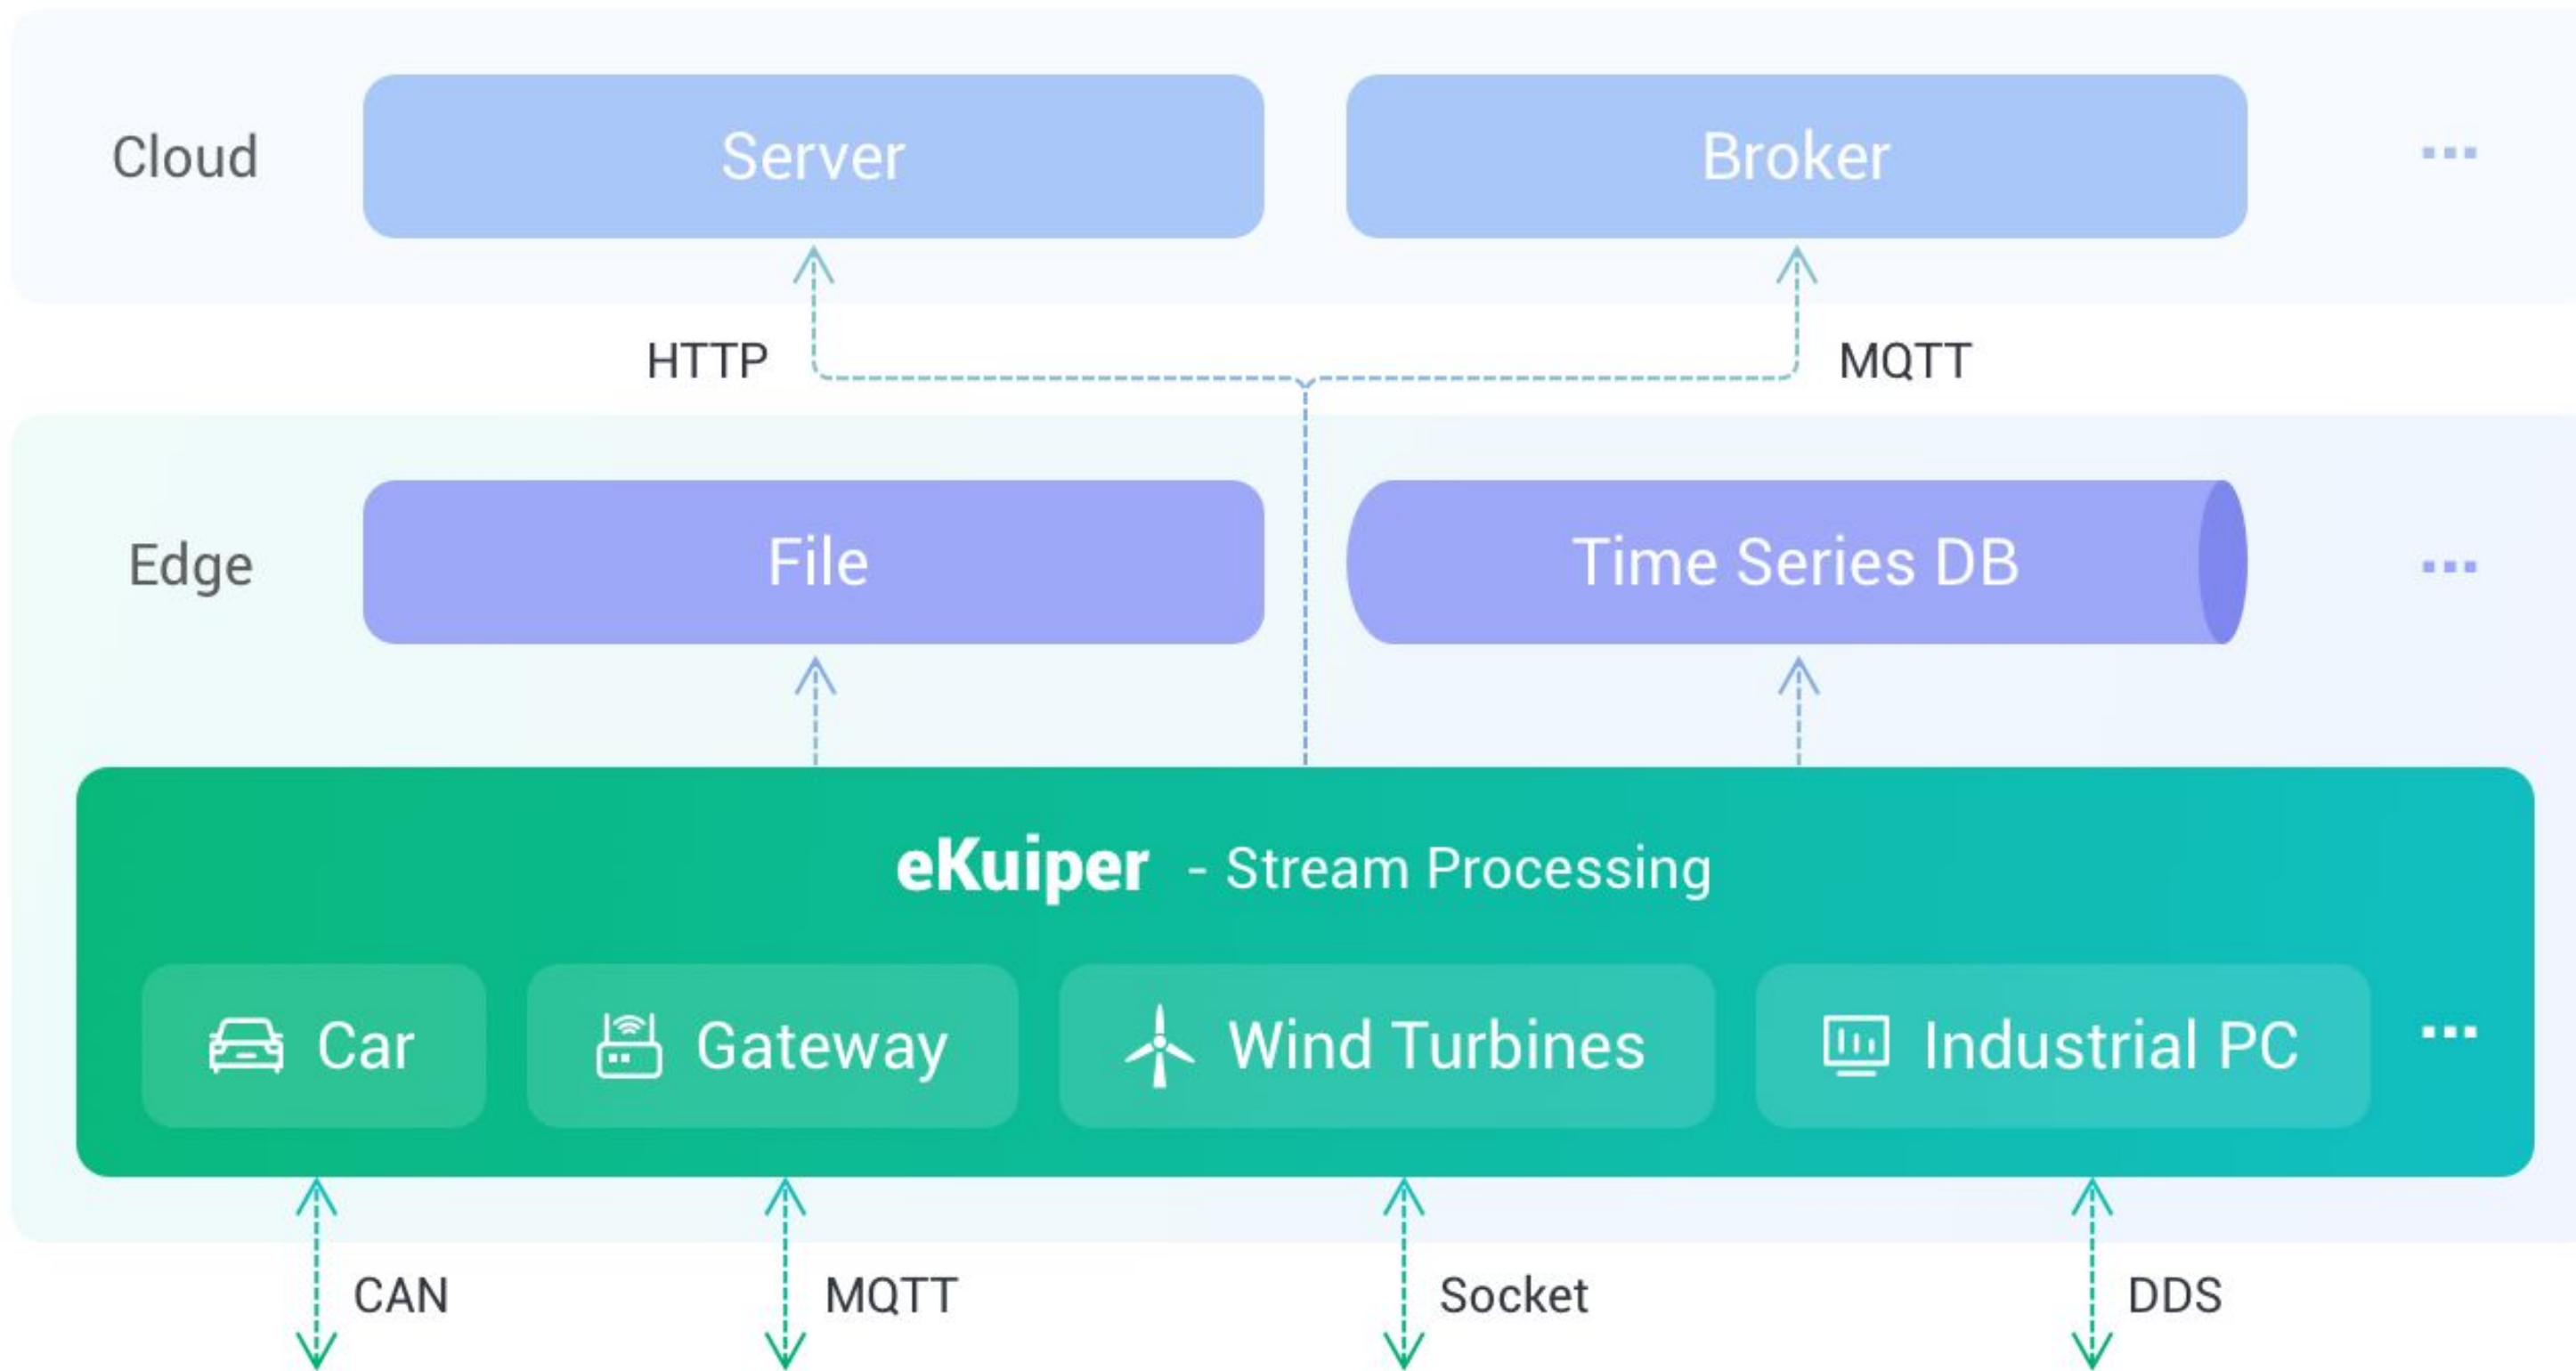 Cloud
Server
Broker
...
HTTP
MQTT
Edge
File
Time Series DB
...
eKuiper - Stream Processing
Car
Gateway
Wind Turbines
Industrial PC
...
CAN
MQTT
Socket
DDS